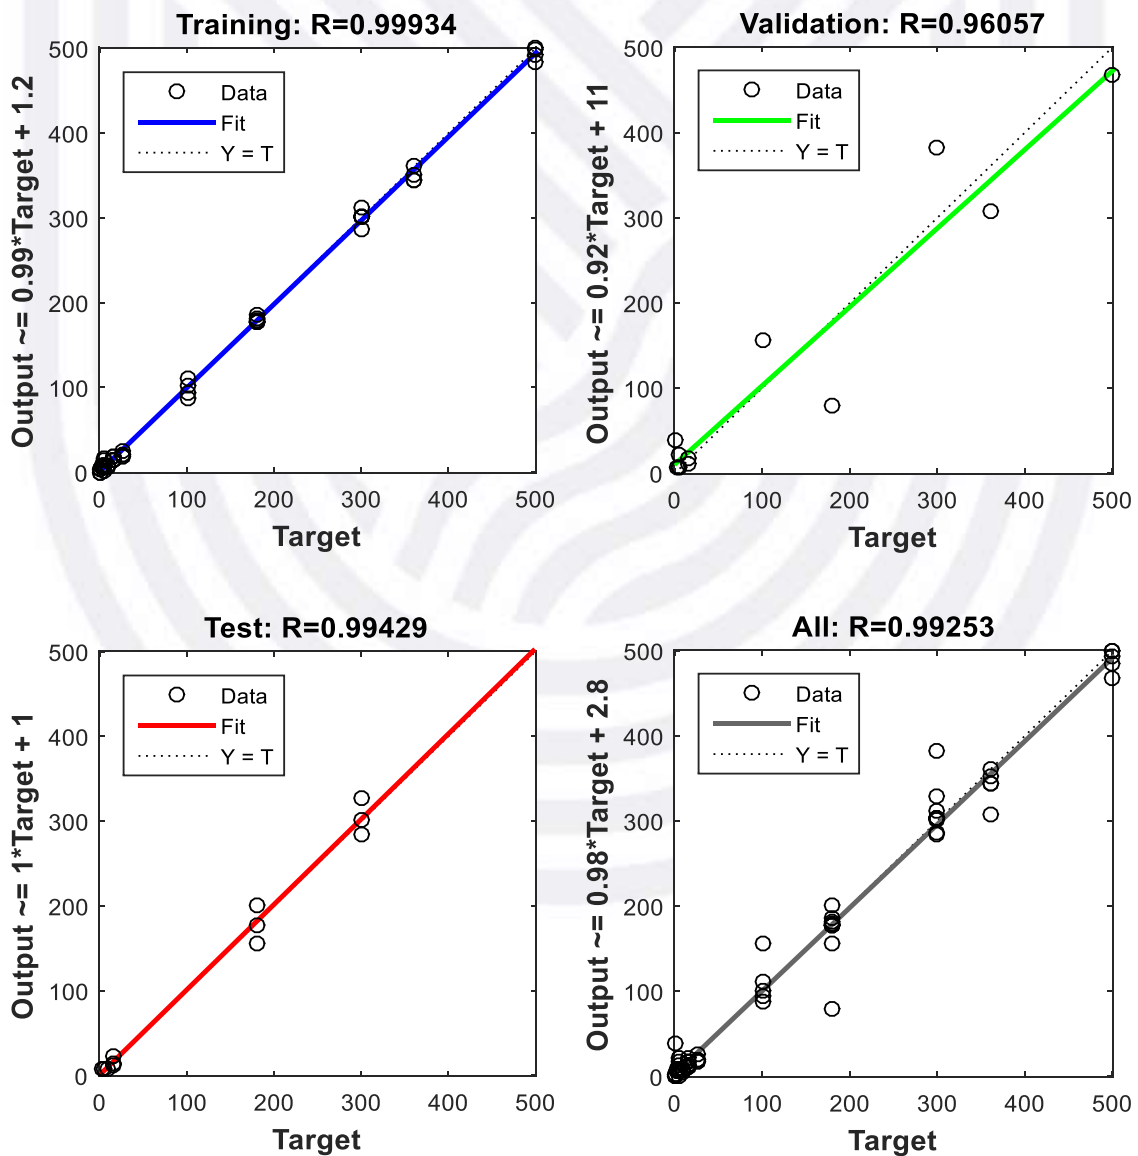 Training: R=0.99934
Output ~= 0.99*Target + 1.2
500
400
300
200
100
0
Data
Fit
Y = T
0 100 200 300 400 500
Target
Validation: R=0.96057
Output ~= 0.92*Target + 11
500
400
300
200
100
0
Data
Fit
Y = T
0 100 200 300 400 500
Target
Test: R=0.99429
Output ~= 1*Target + 1
500
400
300
200
100
0
Data
Fit
Y = T
0 100 200 300 400 500
Target
All: R=0.99253
Output ~= 0.98*Target + 2.8
500
400
300
200
100
0
Data
Fit
Y = T
0 100 200 300 400 500
Target